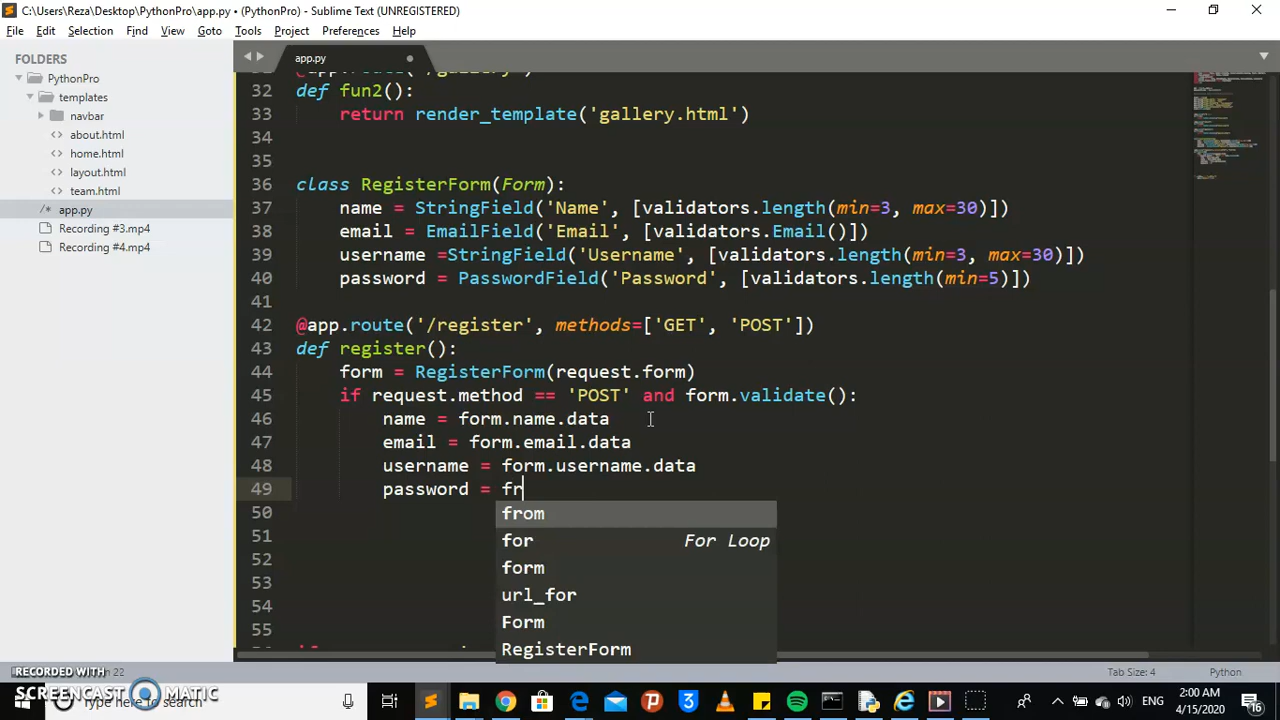 C:\Users\Reza\Desktop\PythonPro\app.py • (PythonPro) - Sublime Text (UNREGISTERED)
File Edit Selection Find View Goto Tools Project Preferences Help
FOLDERS
PythonPro
templates
navbar
about.html
home.html
layout.html
team.html
/* app.py
Recording #3.mp4
Recording #4.mp4
app.py
32 def fun2():
33 return render_template('gallery.html')
34
35
36 class RegisterForm(Form):
37 name = StringField('Name', [validators.length(min=3, max=30)])
38 email = EmailField('Email', [validators.Email()])
39 username =StringField('Username', [validators.length(min=3, max=30)])
40 password = PasswordField('Password', [validators.length(min=5)])
41
42 @app.route('/register', methods=['GET', 'POST'])
43 def register():
44 form = RegisterForm(request.form)
45 if request.method == 'POST' and form.validate():
46 name = form.name.data
47 email = form.email.data
48 username = form.username.data
49 password = fr
50 from
51 for For Loop
52 form
53 url_for
54 Form
55 RegisterForm
22
Tab Size: 4
Python
RECORDED WITH
SCREENCAST MATIC
here to search
ENG
2:00 AM
4/15/2020
16